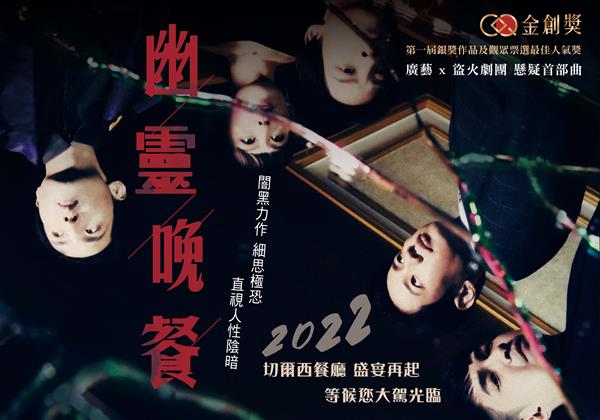 金創獎
第一屆銀獎作品及觀眾票選最佳人氣獎
廣藝 x 盜火劇團 懸疑首部曲
幽靈晚餐
闇黑力作 細思極恐
直視人性陰暗
2022
切爾西餐廳 盛宴再起
等候您大駕光臨